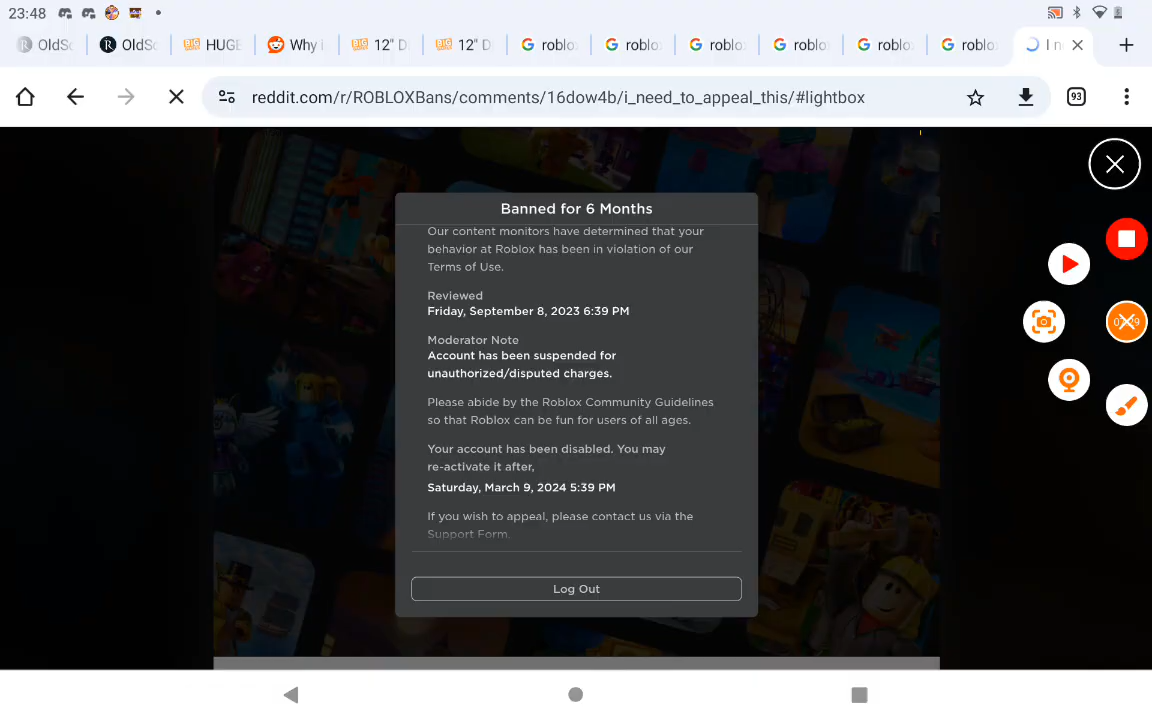 23:48
OldSc
OldSc
HUGE
Why i
12" D
12" D
roblo
roblo
roblo
roblo
roblo
roblo
I n
reddit.com/r/ROBLOXBans/comments/16dow4b/i_need_to_appeal_this/#lightbox
93
Banned for 6 Months
Our content monitors have determined that your
behavior at Roblox has been in violation of our
Terms of Use.
Reviewed
Friday, September 8, 2023 6:39 PM
Moderator Note
Account has been suspended for
unauthorized/disputed charges.
Please abide by the Roblox Community Guidelines
so that Roblox can be fun for users of all ages.
Your account has been disabled. You may
re-activate it after,
Saturday, March 9, 2024 5:39 PM
If you wish to appeal, please contact us via the
Support Form.
Log Out